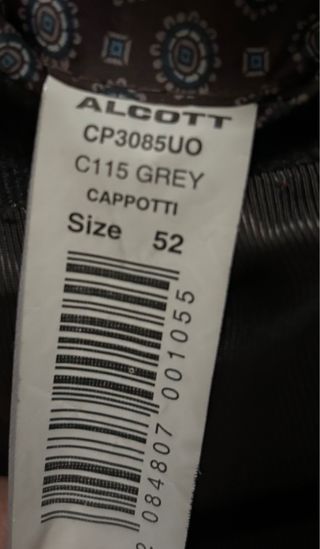 ALCOTT
CP3085UO
C115 GREY
CAPPOTTI
Size 52
084807 001055